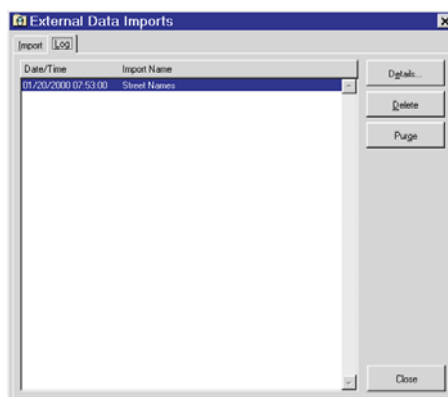 External Data Imports
Import Log
Date/Time Import Name
01/20/2000 07:53:00 Street Names
Details...
Delete
Purge
Close